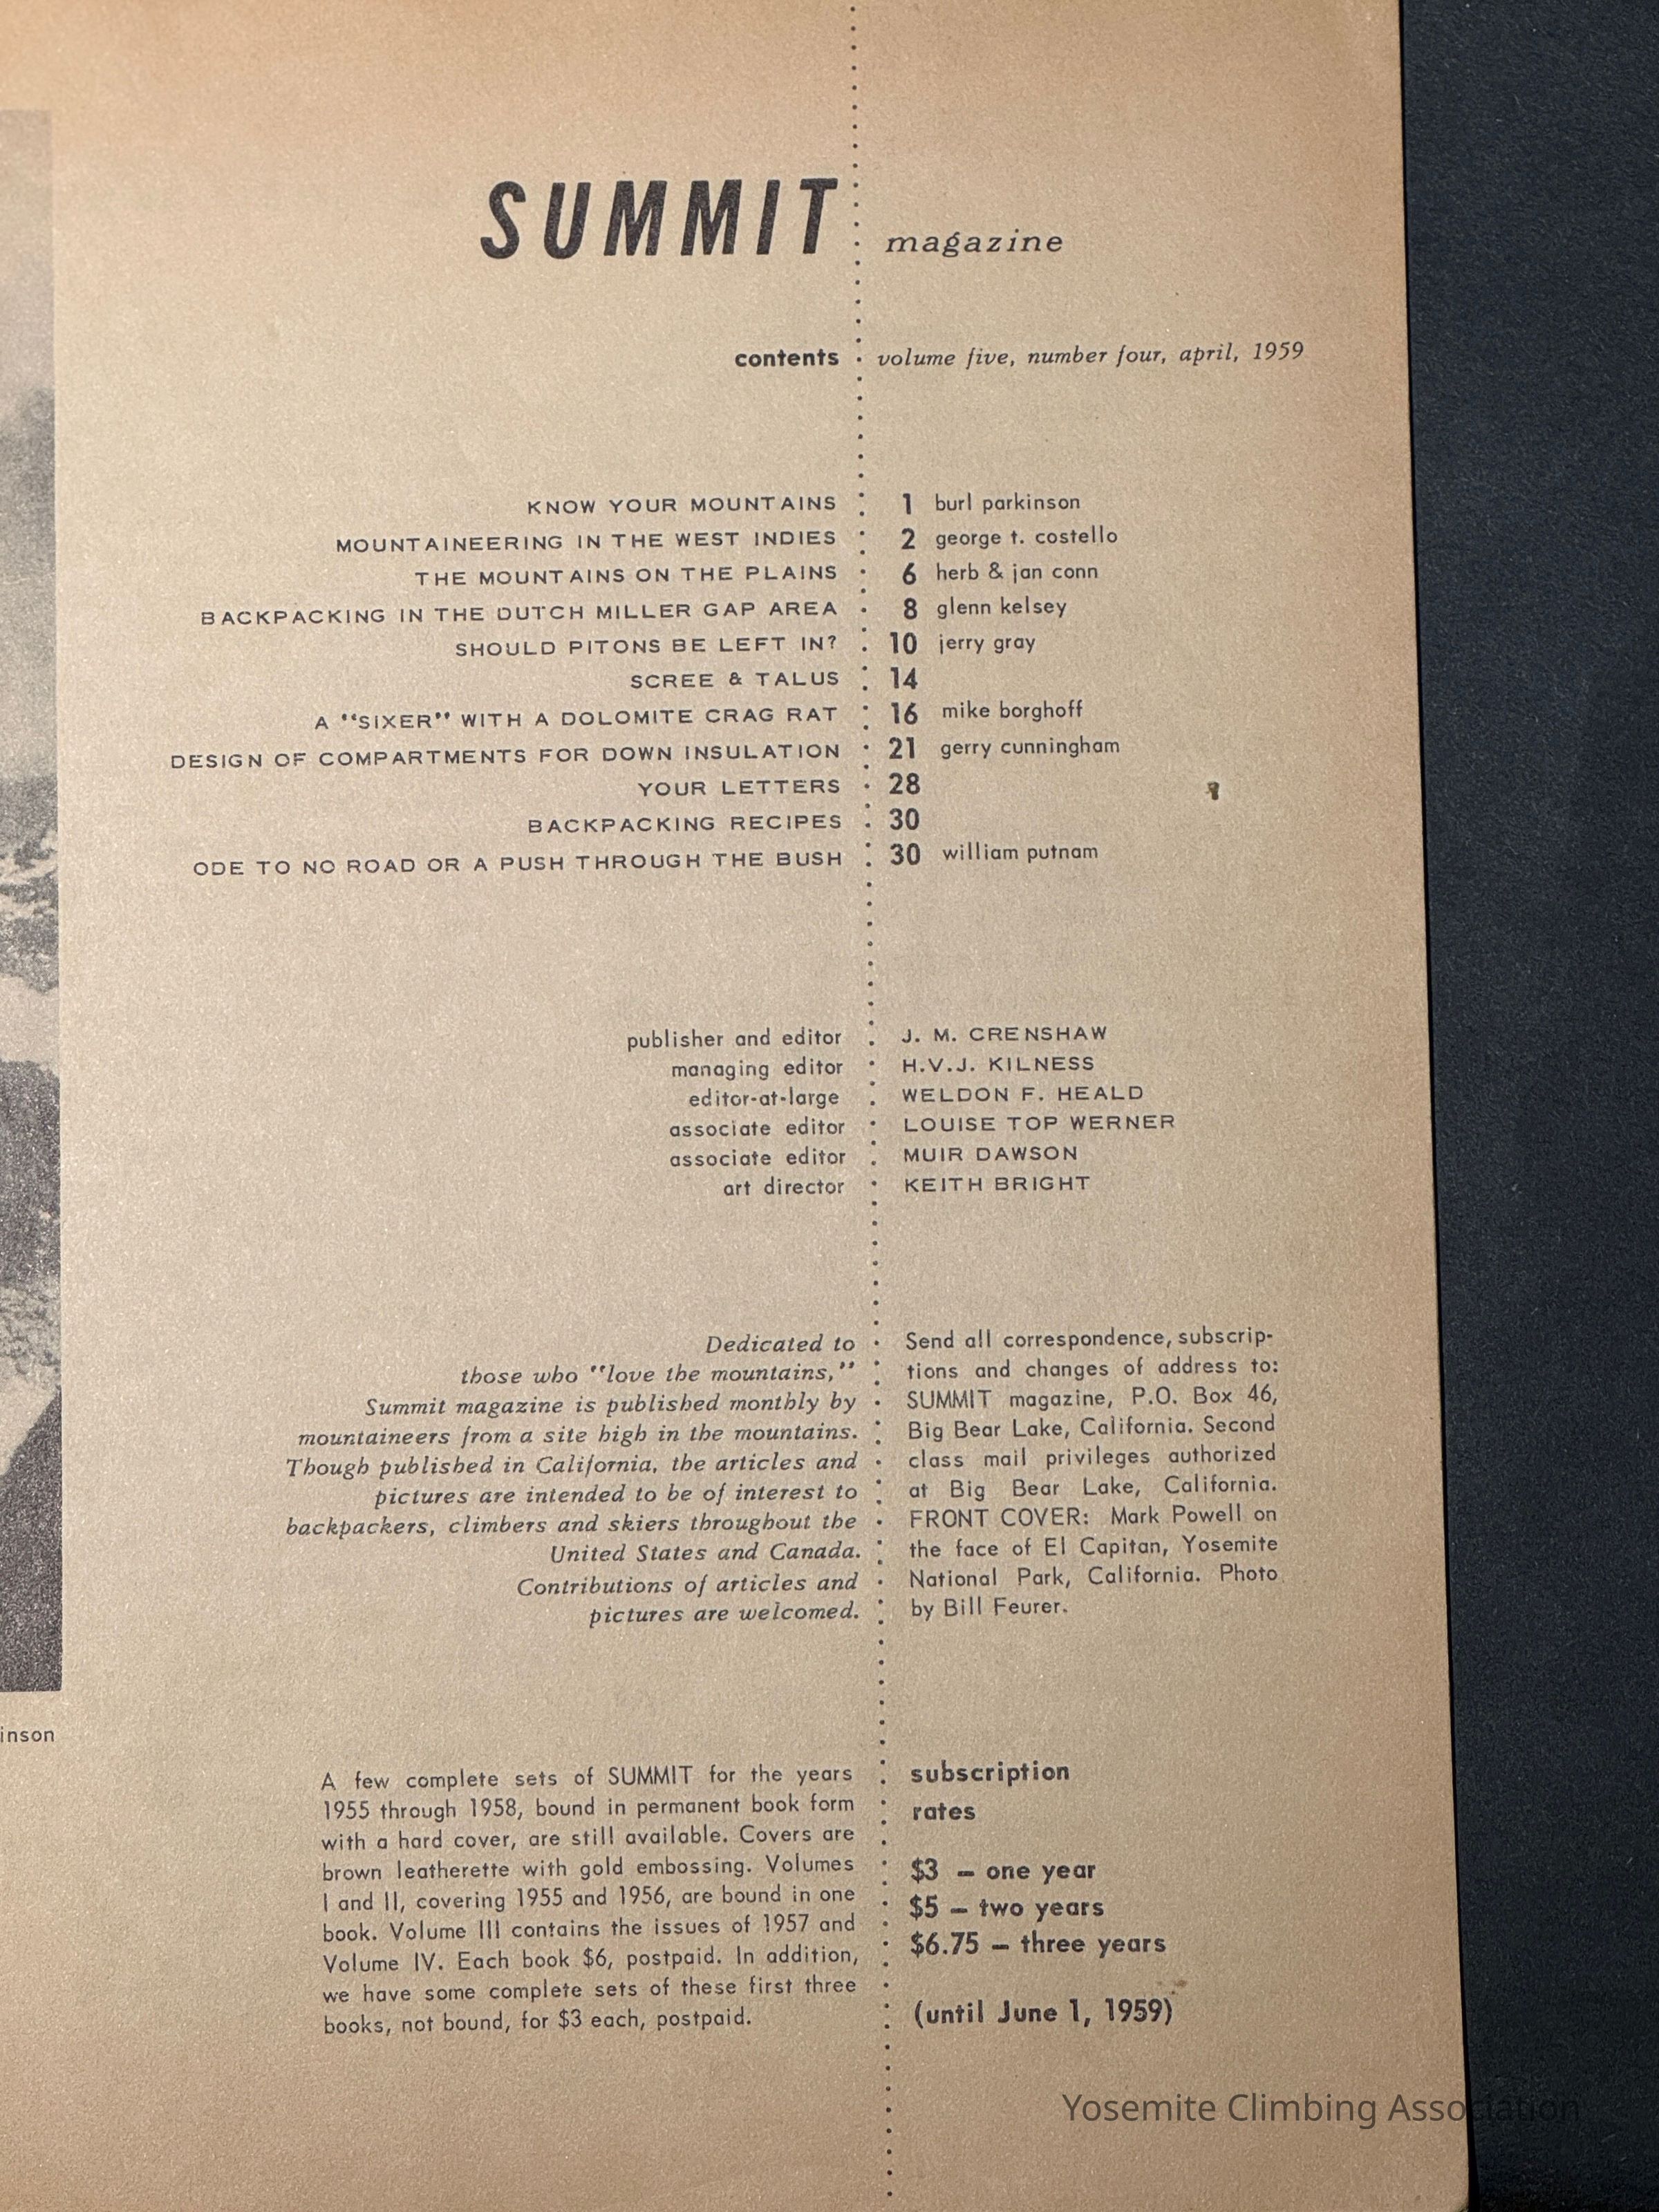 SUMMIT magazine
contents volume five, number four, april, 1959
KNOW YOUR MOUNTAINS 1 burl parkinson
MOUNTAINEERING IN THE WEST INDIES 2 george t. costello
THE MOUNTAINS ON THE PLAINS 6 herb & jan conn
BACKPACKING IN THE DUTCH MILLER GAP AREA 8 glenn kelsey
SHOULD PITONS BE LEFT IN? 10 jerry gray
SCREE & TALUS 14
A "SIXER" WITH A DOLOMITE CRAG RAT 16 mike borghoff
DESIGN OF COMPARTMENTS FOR DOWN INSULATION 21 gerry cunningham
YOUR LETTERS 28
BACKPACKING RECIPES 30
ODE TO NO ROAD OR A PUSH THROUGH THE BUSH 30 william putnam
publisher and editor J. M. CRENSHAW
managing editor H.V.J. KILNESS
editor-at-large WELDON F. HEALD
associate editor LOUISE TOP WERNER
associate editor MUIR DAWSON
art director KEITH BRIGHT
Dedicated to
those who "love the mountains,"
Summit magazine is published monthly by
mountaineers from a site high in the mountains.
Though published in California, the articles and
pictures are intended to be of interest to
backpackers, climbers and skiers throughout the
United States and Canada.
Contributions of articles and
pictures are welcomed.
Send all correspondence, subscrip-
tions and changes of address to:
SUMMIT magazine, P.O. Box 46,
Big Bear Lake, California. Second
class mail privileges authorized
at Big Bear Lake, California.
FRONT COVER: Mark Powell on
the face of El Capitan, Yosemite
National Park, California. Photo
by Bill Feurer.
inson
A few complete sets of SUMMIT for the years
1955 through 1958, bound in permanent book form
with a hard cover, are still available. Covers are
brown leatherette with gold embossing. Volumes
I and II, covering 1955 and 1956, are bound in one
book. Volume III contains the issues of 1957 and
Volume IV. Each book $6, postpaid. In addition,
we have some complete sets of these first three
books, not bound, for $3 each, postpaid.
subscription
rates
$3 – one year
$5 – two years
$6.75 – three years
(until June 1, 1959)
Yosemite Climbing Association